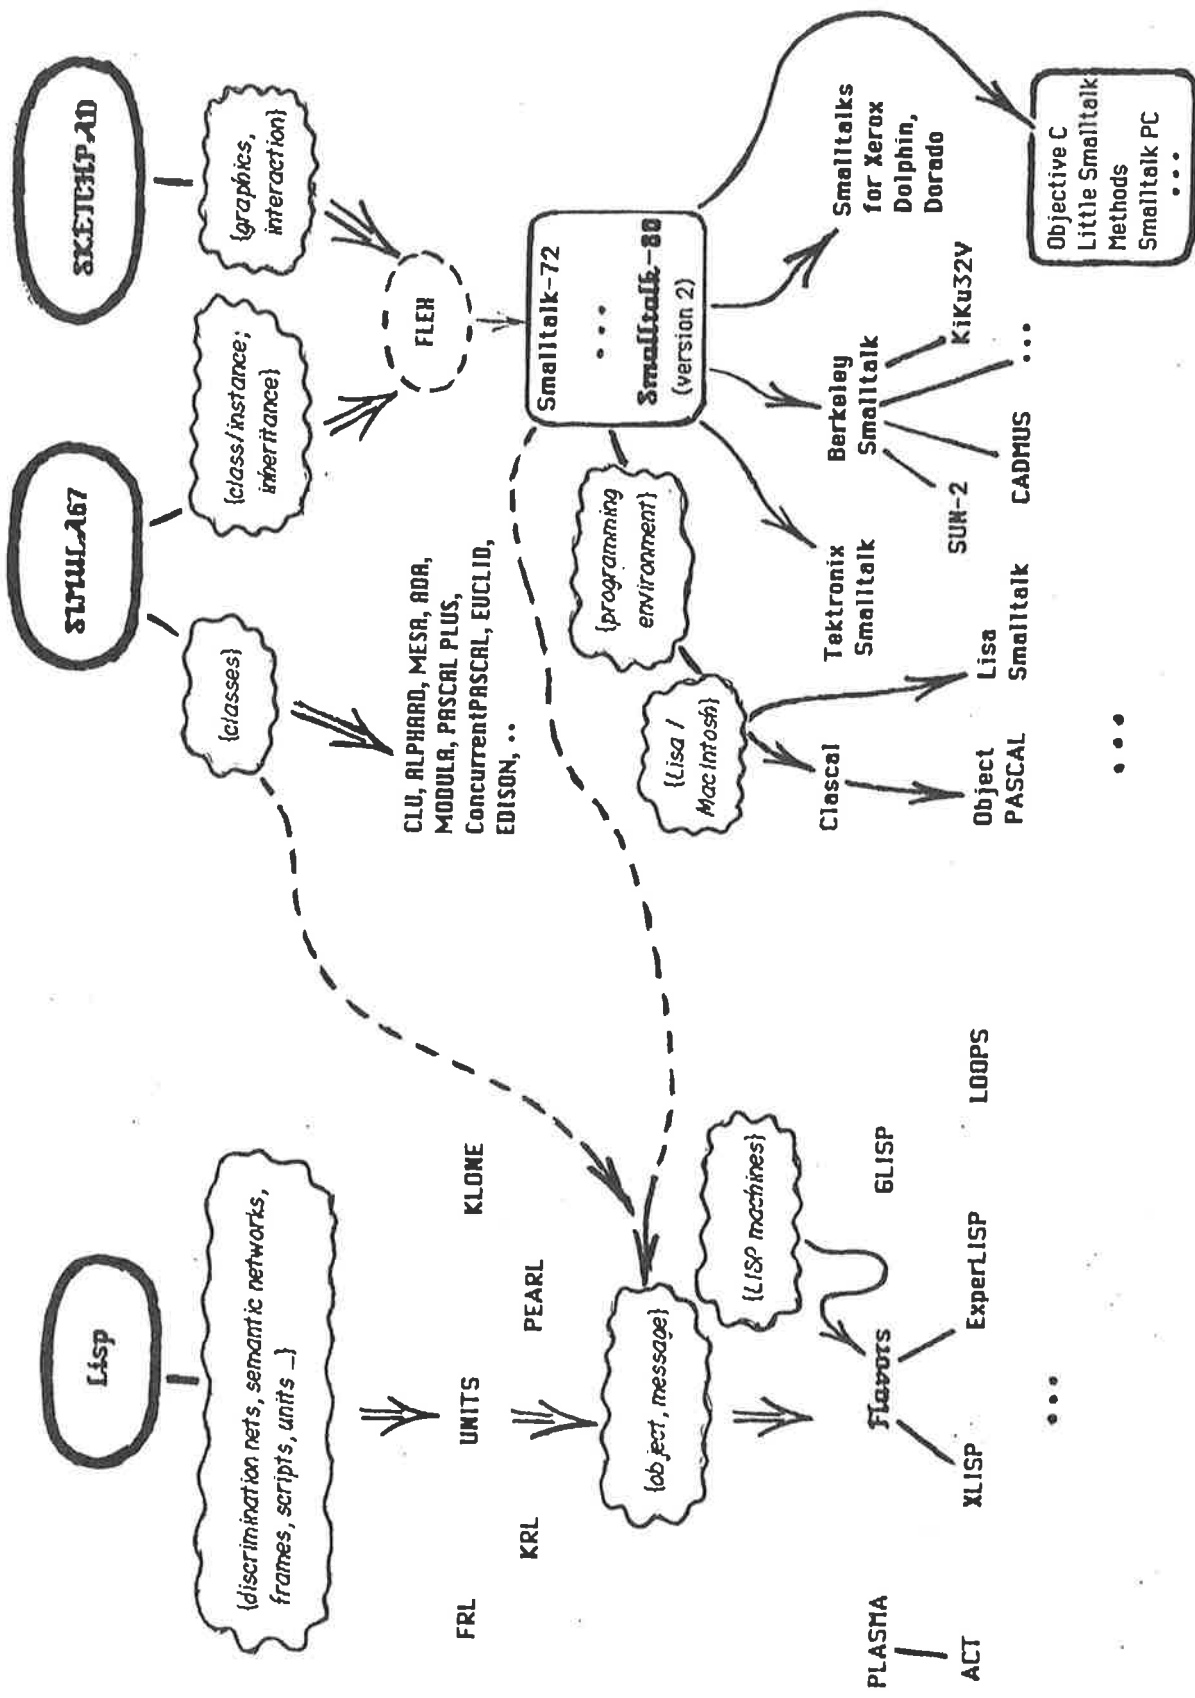 Lisp
SIMULA67
SKETCHPAD
{discrimination nets, semantic networks,
frames, scripts, units _}
{classes}
{class/instance;
inheritance}
{graphics,
interaction}
FLEX
FRL
KRL
UNITS
PEARL
KLONE
CLU, ALPHARD, MESA, ADA,
MODULA, PASCAL PLUS,
ConcurrentPASCAL, EUCLID,
EDISON, ..
Smalltalk-72
...
Smalltalk-80
(version 2)
{object, message}
{LISP machines}
{programming
environment}
{Lisa /
MacIntosh}
PLASMA
ACT
Flavors
GLISP
XLISP
ExperLISP
LOOPS
...
Clascal
Object
PASCAL
Lisa
Smalltalk
...
Tektronix
Smalltalk
Berkeley
Smalltalk
SUN-2
CADMUS
...
KiKu32V
Smalltalks
for Xerox
Dolphin,
Dorado
Objective C
Little Smalltalk
Methods
Smalltalk PC
...